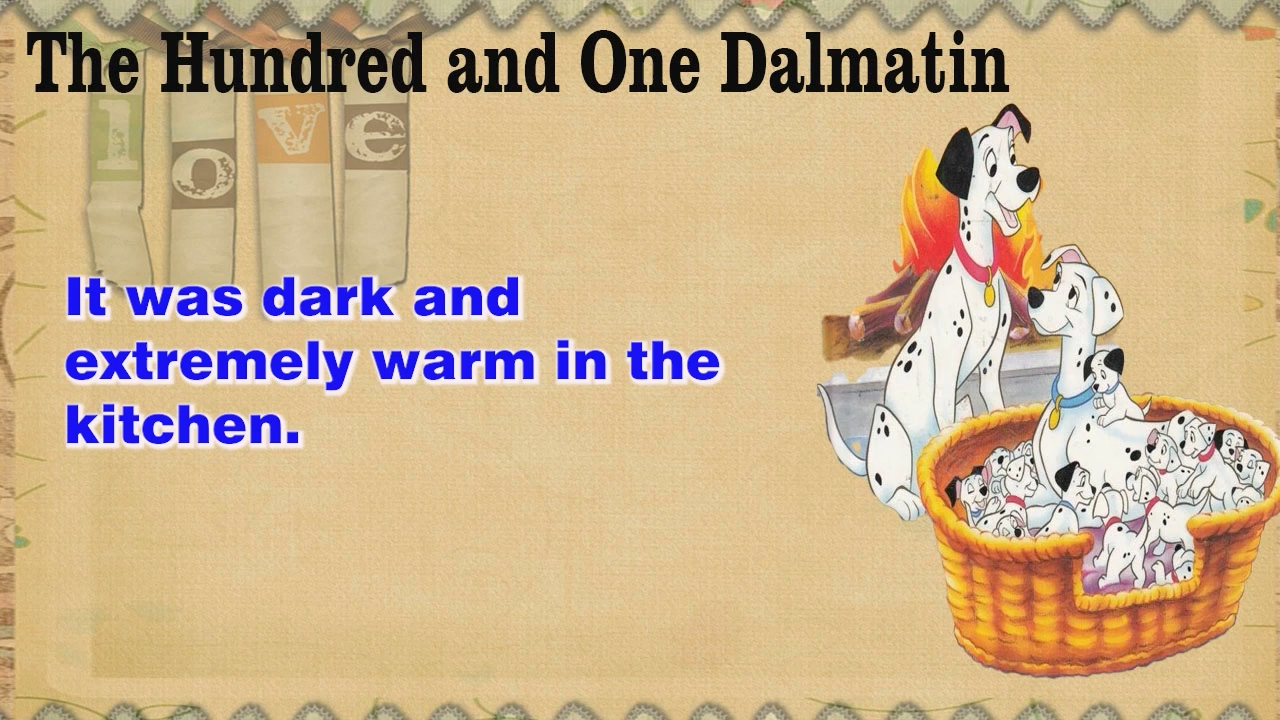 The Hundred and One Dalmatin
love
It was dark and
extremely warm in the
kitchen.